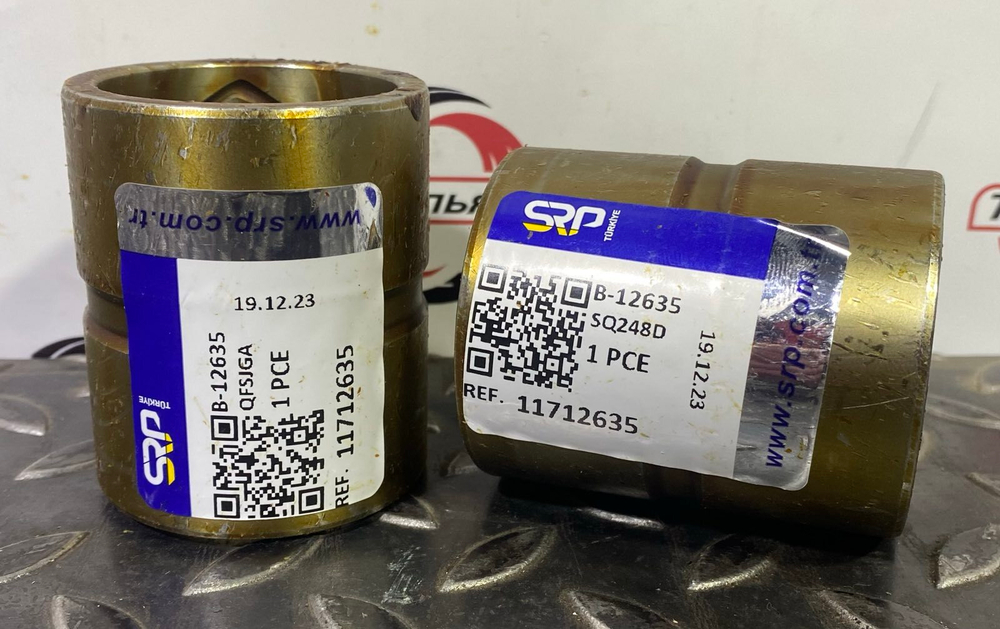 www.srp.com.tr
19.12.23
B-12635
QFSJGA
1 PCE
REF. 11712635
SRP
TÜRKİYE
SRP
TÜRKİYE
B-12635
SQ248D
1 PCE
19.12.23
REF. 11712635
www.srp.com.tr